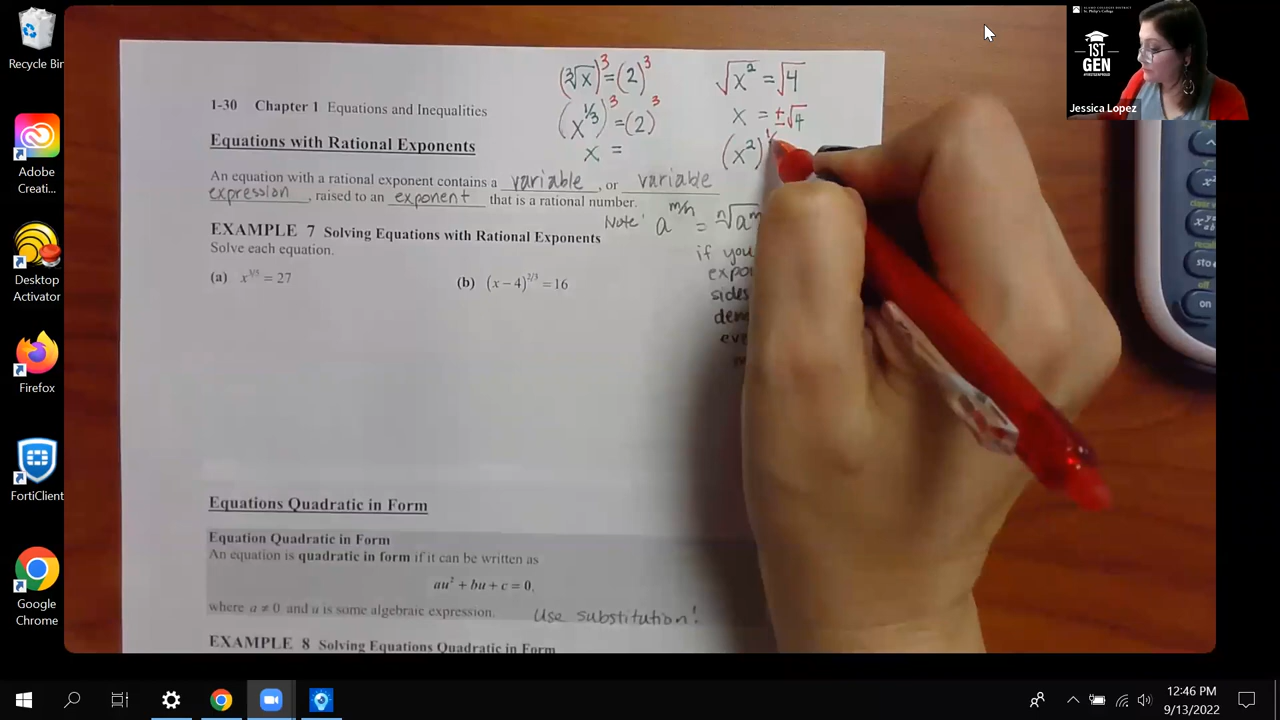 Recycle Bin
Adobe
Creati...
Desktop
Activator
Firefox
FortiClient
Google
Chrome
(∛x)³ = (2)³
(x^{1/3})³ = (2)³
x =
√x² = √4
x = ±√4
(x²)
1-30 Chapter 1 Equations and Inequalities
Equations with Rational Exponents
An equation with a rational exponent contains a variable, or variable
expression, raised to an exponent that is a rational number.
Note: a^{m/n} = ⁿ√a^m
if you
sides
EXAMPLE 7 Solving Equations with Rational Exponents
Solve each equation.
(a) x^{3/5} = 27
(b) (x − 4)^{2/3} = 16
Equations Quadratic in Form
Equation Quadratic in Form
An equation is quadratic in form if it can be written as
au² + bu + c = 0,
where a ≠ 0 and u is some algebraic expression. Use substitution!
EXAMPLE 8 Solving Equations Quadratic in Form
1ST
GEN
Jessica Lopez
on
12:46 PM
9/13/2022